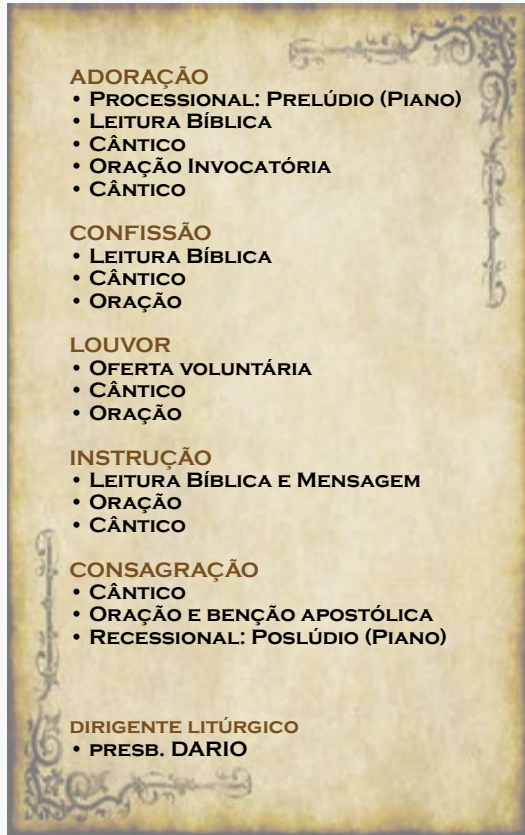 ADORAÇÃO
• Processional: Prelúdio (Piano)
• Leitura Bíblica
• Cântico
• Oração Invocatória
• Cântico
CONFISSÃO
• Leitura Bíblica
• Cântico
• Oração
LOUVOR
• Oferta voluntária
• Cântico
• Oração
INSTRUÇÃO
• Leitura Bíblica e Mensagem
• Oração
• Cântico
CONSAGRAÇÃO
• Cântico
• Oração e benção apostólica
• Recessional: Poslúdio (Piano)
dirigente litúrgico
• presb. DARIO